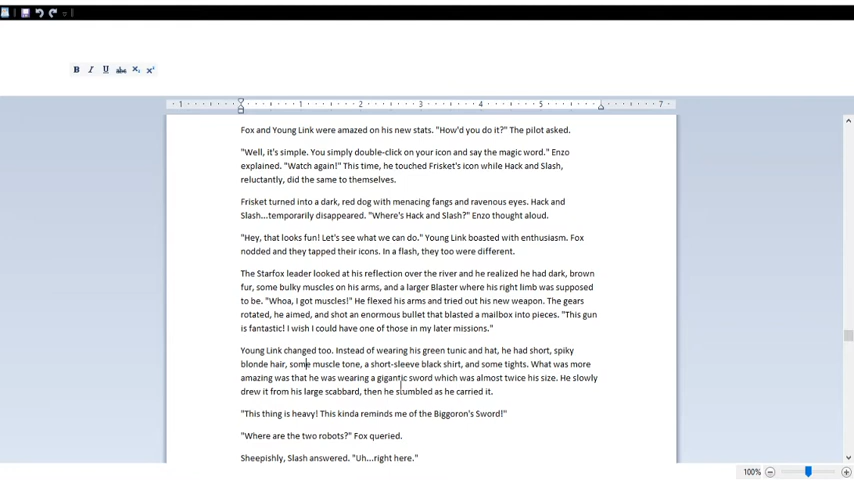 B I U abc X₂ X²
1 1 2 3 4 5 7
Fox and Young Link were amazed on his new stats. "How'd you do it?" The pilot asked.
"Well, it's simple. You simply double-click on your icon and say the magic word." Enzo
explained. "Watch again!" This time, he touched Frisket's icon while Hack and Slash,
reluctantly, did the same to themselves.
Frisket turned into a dark, red dog with menacing fangs and ravenous eyes. Hack and
Slash...temporarily disappeared. "Where's Hack and Slash?" Enzo thought aloud.
"Hey, that looks fun! Let's see what we can do." Young Link boasted with enthusiasm. Fox
nodded and they tapped their icons. In a flash, they too were different.
The Starfox leader looked at his reflection over the river and he realized he had dark, brown
fur, some bulky muscles on his arms, and a larger Blaster where his right limb was supposed
to be. "Whoa, I got muscles!" He flexed his arms and tried out his new weapon. The gears
rotated, he aimed, and shot an enormous bullet that blasted a mailbox into pieces. "This gun
is fantastic! I wish I could have one of those in my later missions."
Young Link changed too. Instead of wearing his green tunic and hat, he had short, spiky
blonde hair, some muscle tone, a short-sleeve black shirt, and some tights. What was more
amazing was that he was wearing a gigantic sword which was almost twice his size. He slowly
drew it from his large scabbard, then he stumbled as he carried it.
"This thing is heavy! This kinda reminds me of the Biggoron's Sword!"
"Where are the two robots?" Fox queried.
Sheepishly, Slash answered. "Uh...right here."
100%